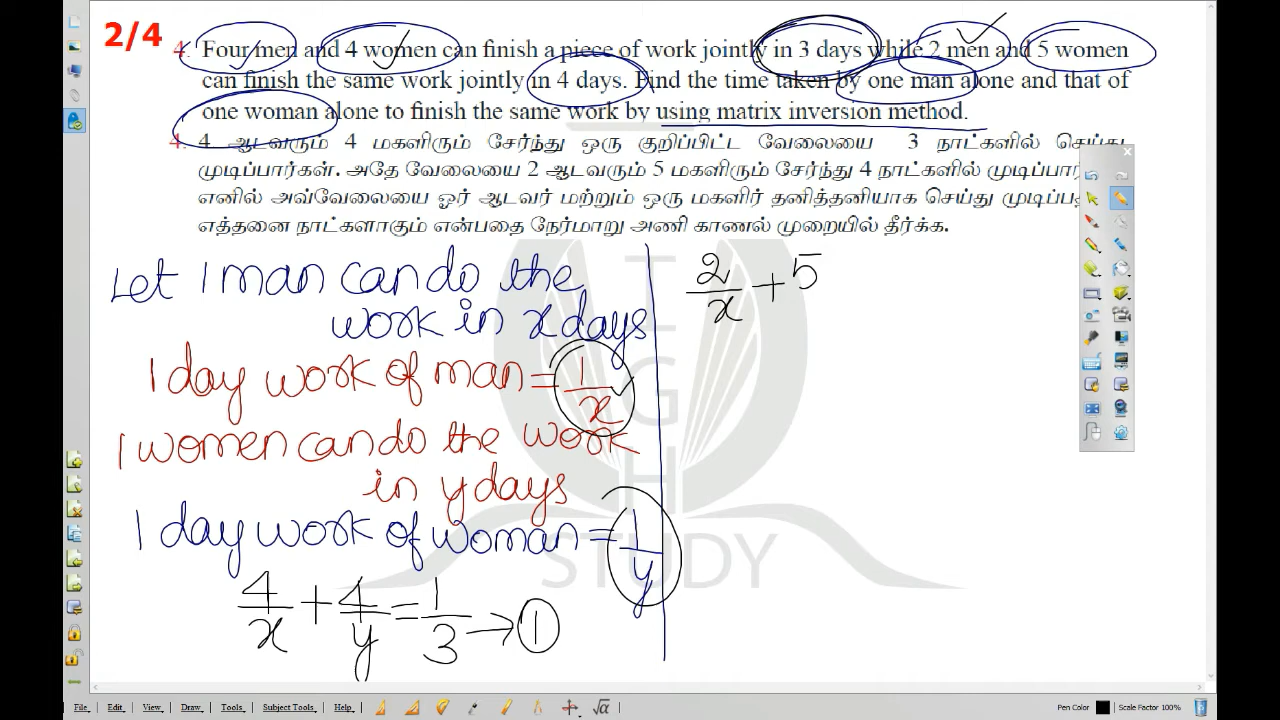 2/4
4. Four men and 4 women can finish a piece of work jointly in 3 days while 2 men and 5 women
can finish the same work jointly in 4 days. Find the time taken by one man alone and that of
one woman alone to finish the same work by using matrix inversion method.
4. 4 ஆடவரும் 4 மகளிரும் சேர்ந்து ஒரு குறிப்பிட்ட வேலையை 3 நாட்களில் செய்து
முடிப்பார்கள். அதே வேலையை 2 ஆடவரும் 5 மகளிரும் சேர்ந்து 4 நாட்களில் முடிப்பார்
எனில் அவ்வேலையை ஓர் ஆடவர் மற்றும் ஒரு மகளிர் தனித்தனியாக செய்து முடிப்ப
எத்தனை நாட்களாகும் என்பதை நேர்மாறு அணி காணல் முறையில் தீர்க்க.
Let 1 man can do the
work in x days
1 day work of man = 1/x
1 women can do the work
in y days
1 day work of woman = 1/y
4/x + 4/y = 1/3 → ①
2/x + 5
T
I
G
H
STUDY
File Edit View Draw Tools Subject Tools Help
√α
Pen Color Scale Factor 100%